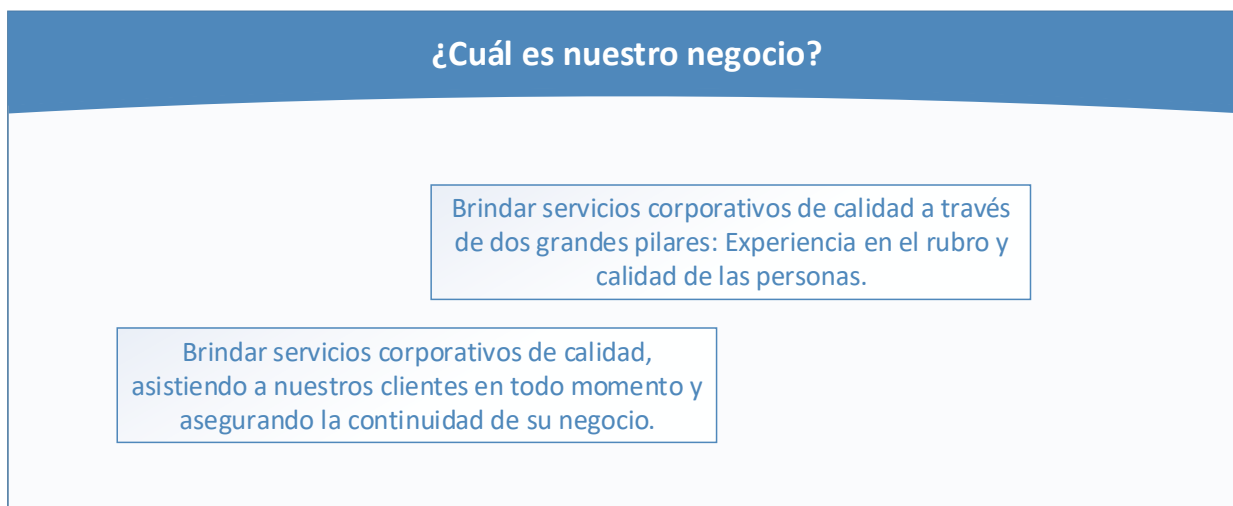 ¿Cuál es nuestro negocio?
Brindar servicios corporativos de calidad a través
de dos grandes pilares: Experiencia en el rubro y
calidad de las personas.
Brindar servicios corporativos de calidad,
asistiendo a nuestros clientes en todo momento y
asegurando la continuidad de su negocio.